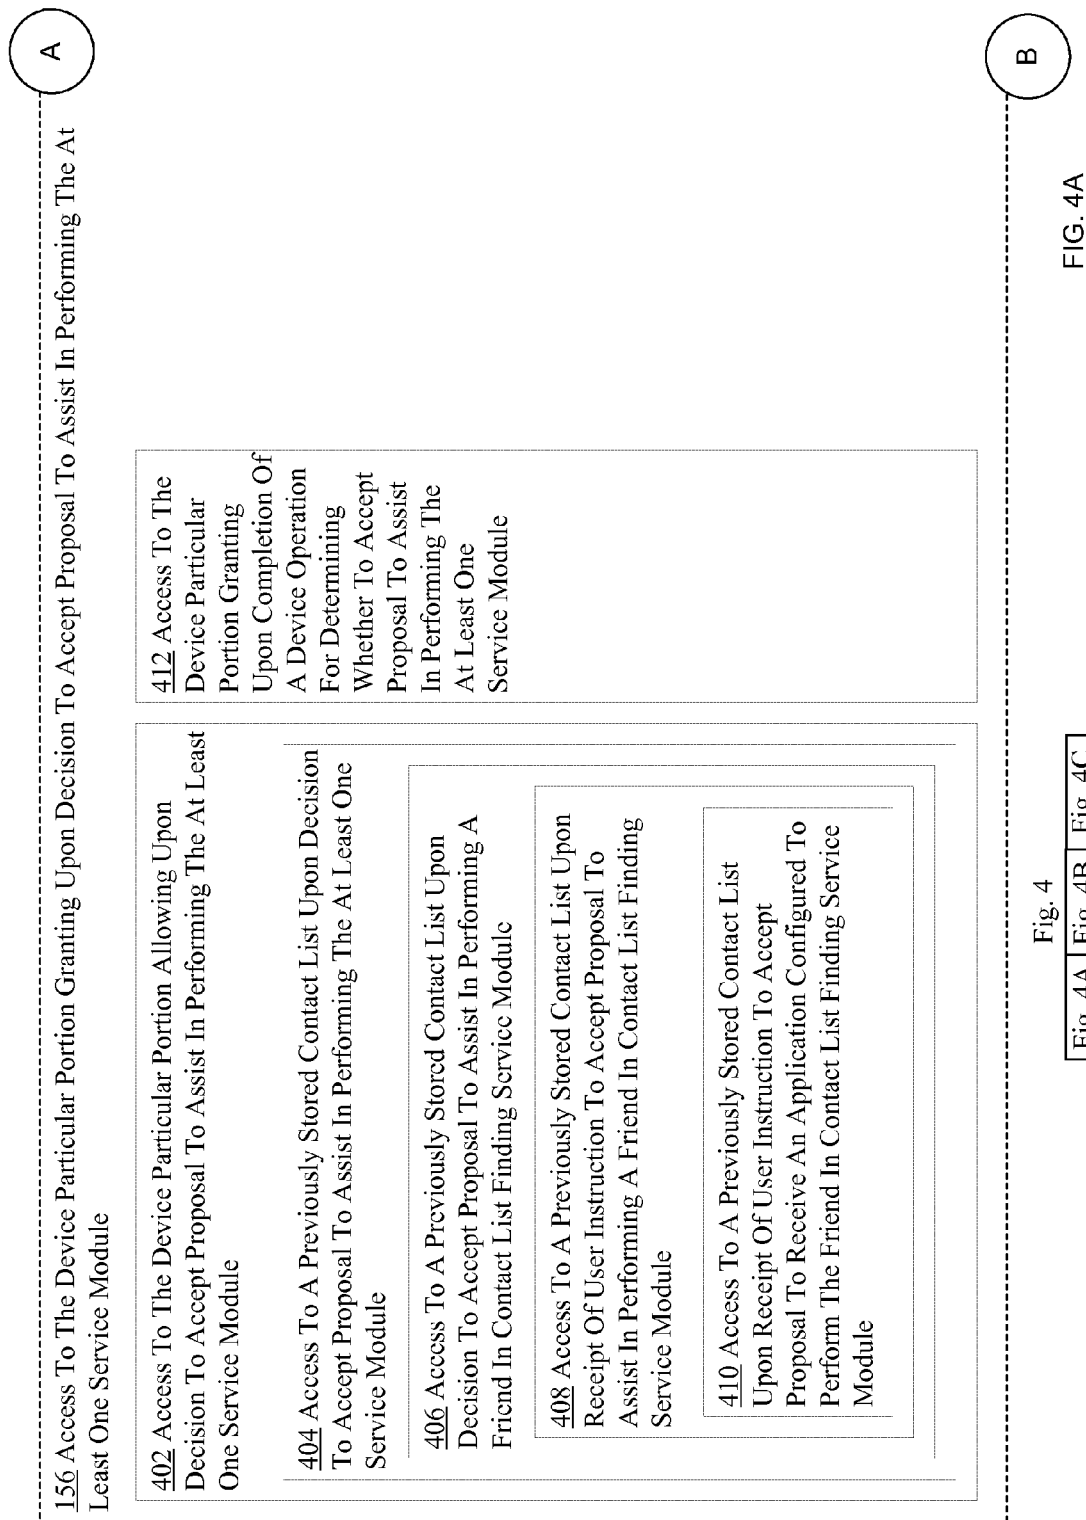 156 Access To The Device Particular Portion Granting Upon Decision To Accept Proposal To Assist In Performing The At
Least One Service Module
A
402 Access To The Device Particular Portion Allowing Upon
Decision To Accept Proposal To Assist In Performing The At Least
One Service Module
404 Access To A Previously Stored Contact List Upon Decision
To Accept Proposal To Assist In Performing The At Least One
Service Module
406 Access To A Previously Stored Contact List Upon
Decision To Accept Proposal To Assist In Performing A
Friend In Contact List Finding Service Module
408 Access To A Previously Stored Contact List Upon
Receipt Of User Instruction To Accept Proposal To
Assist In Performing A Friend In Contact List Finding
Service Module
410 Access To A Previously Stored Contact List
Upon Receipt Of User Instruction To Accept
Proposal To Receive An Application Configured To
Perform The Friend In Contact List Finding Service
Module
412 Access To The
Device Particular
Portion Granting
Upon Completion Of
A Device Operation
For Determining
Whether To Accept
Proposal To Assist
In Performing The
At Least One
Service Module
B
Fig. 4
Fig. 4A Fig. 4B Fig. 4C
FIG. 4A